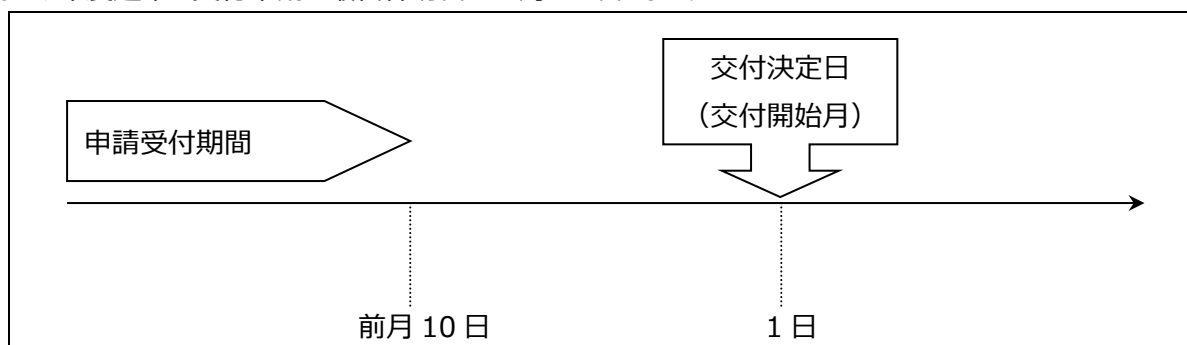 交付決定日
（交付開始月）
申請受付期間
前月 10 日
1 日